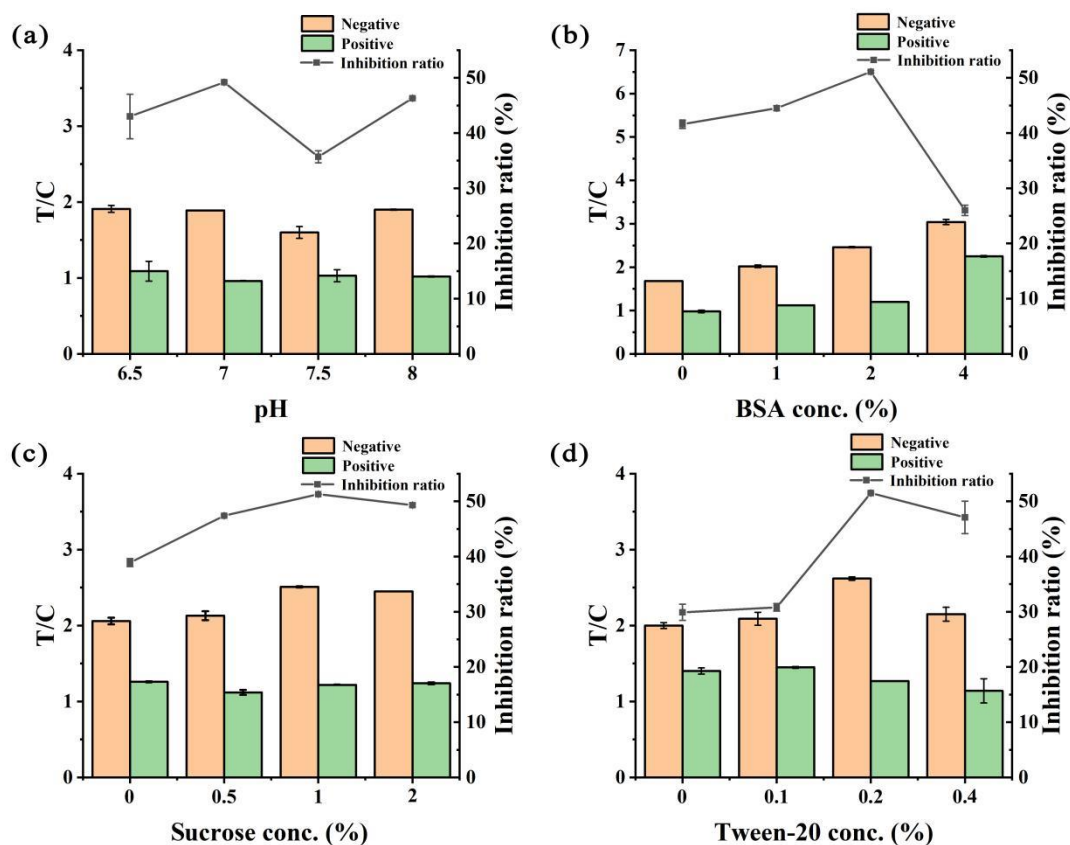 (a)
Negative
Positive
Inhibition ratio
4
3
2
1
0
T/C
50
40
30
20
10
0
Inhibition ratio (%)
6.5 7 7.5 8
pH
(b)
Negative
Positive
Inhibition ratio
7
6
5
4
3
2
1
0
T/C
50
40
30
20
10
0
Inhibition ratio (%)
0 1 2 4
BSA conc. (%)
(c)
Negative
Positive
Inhibition ratio
4
3
2
1
0
T/C
50
40
30
20
10
0
Inhibition ratio (%)
0 0.5 1 2
Sucrose conc. (%)
(d)
Negative
Positive
Inhibition ratio
4
3
2
1
0
T/C
50
40
30
20
10
0
Inhibition ratio (%)
0 0.1 0.2 0.4
Tween-20 conc. (%)